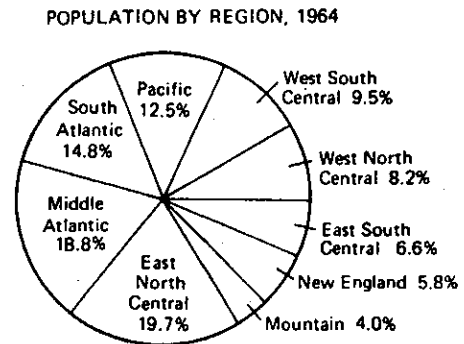 POPULATION BY REGION, 1964
Pacific
12.5%
West South
Central 9.5%
South
Atlantic
14.8%
West North
Central 8.2%
Middle
Atlantic
18.8%
East South
Central 6.6%
East
North
Central
19.7%
New England 5.8%
Mountain 4.0%